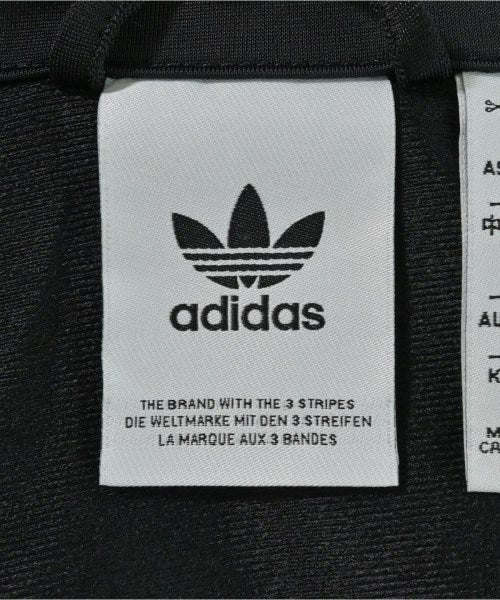 adidas
THE BRAND WITH THE 3 STRIPES
DIE WELTMARKE MIT DEN 3 STREIFEN
LA MARQUE AUX 3 BANDES